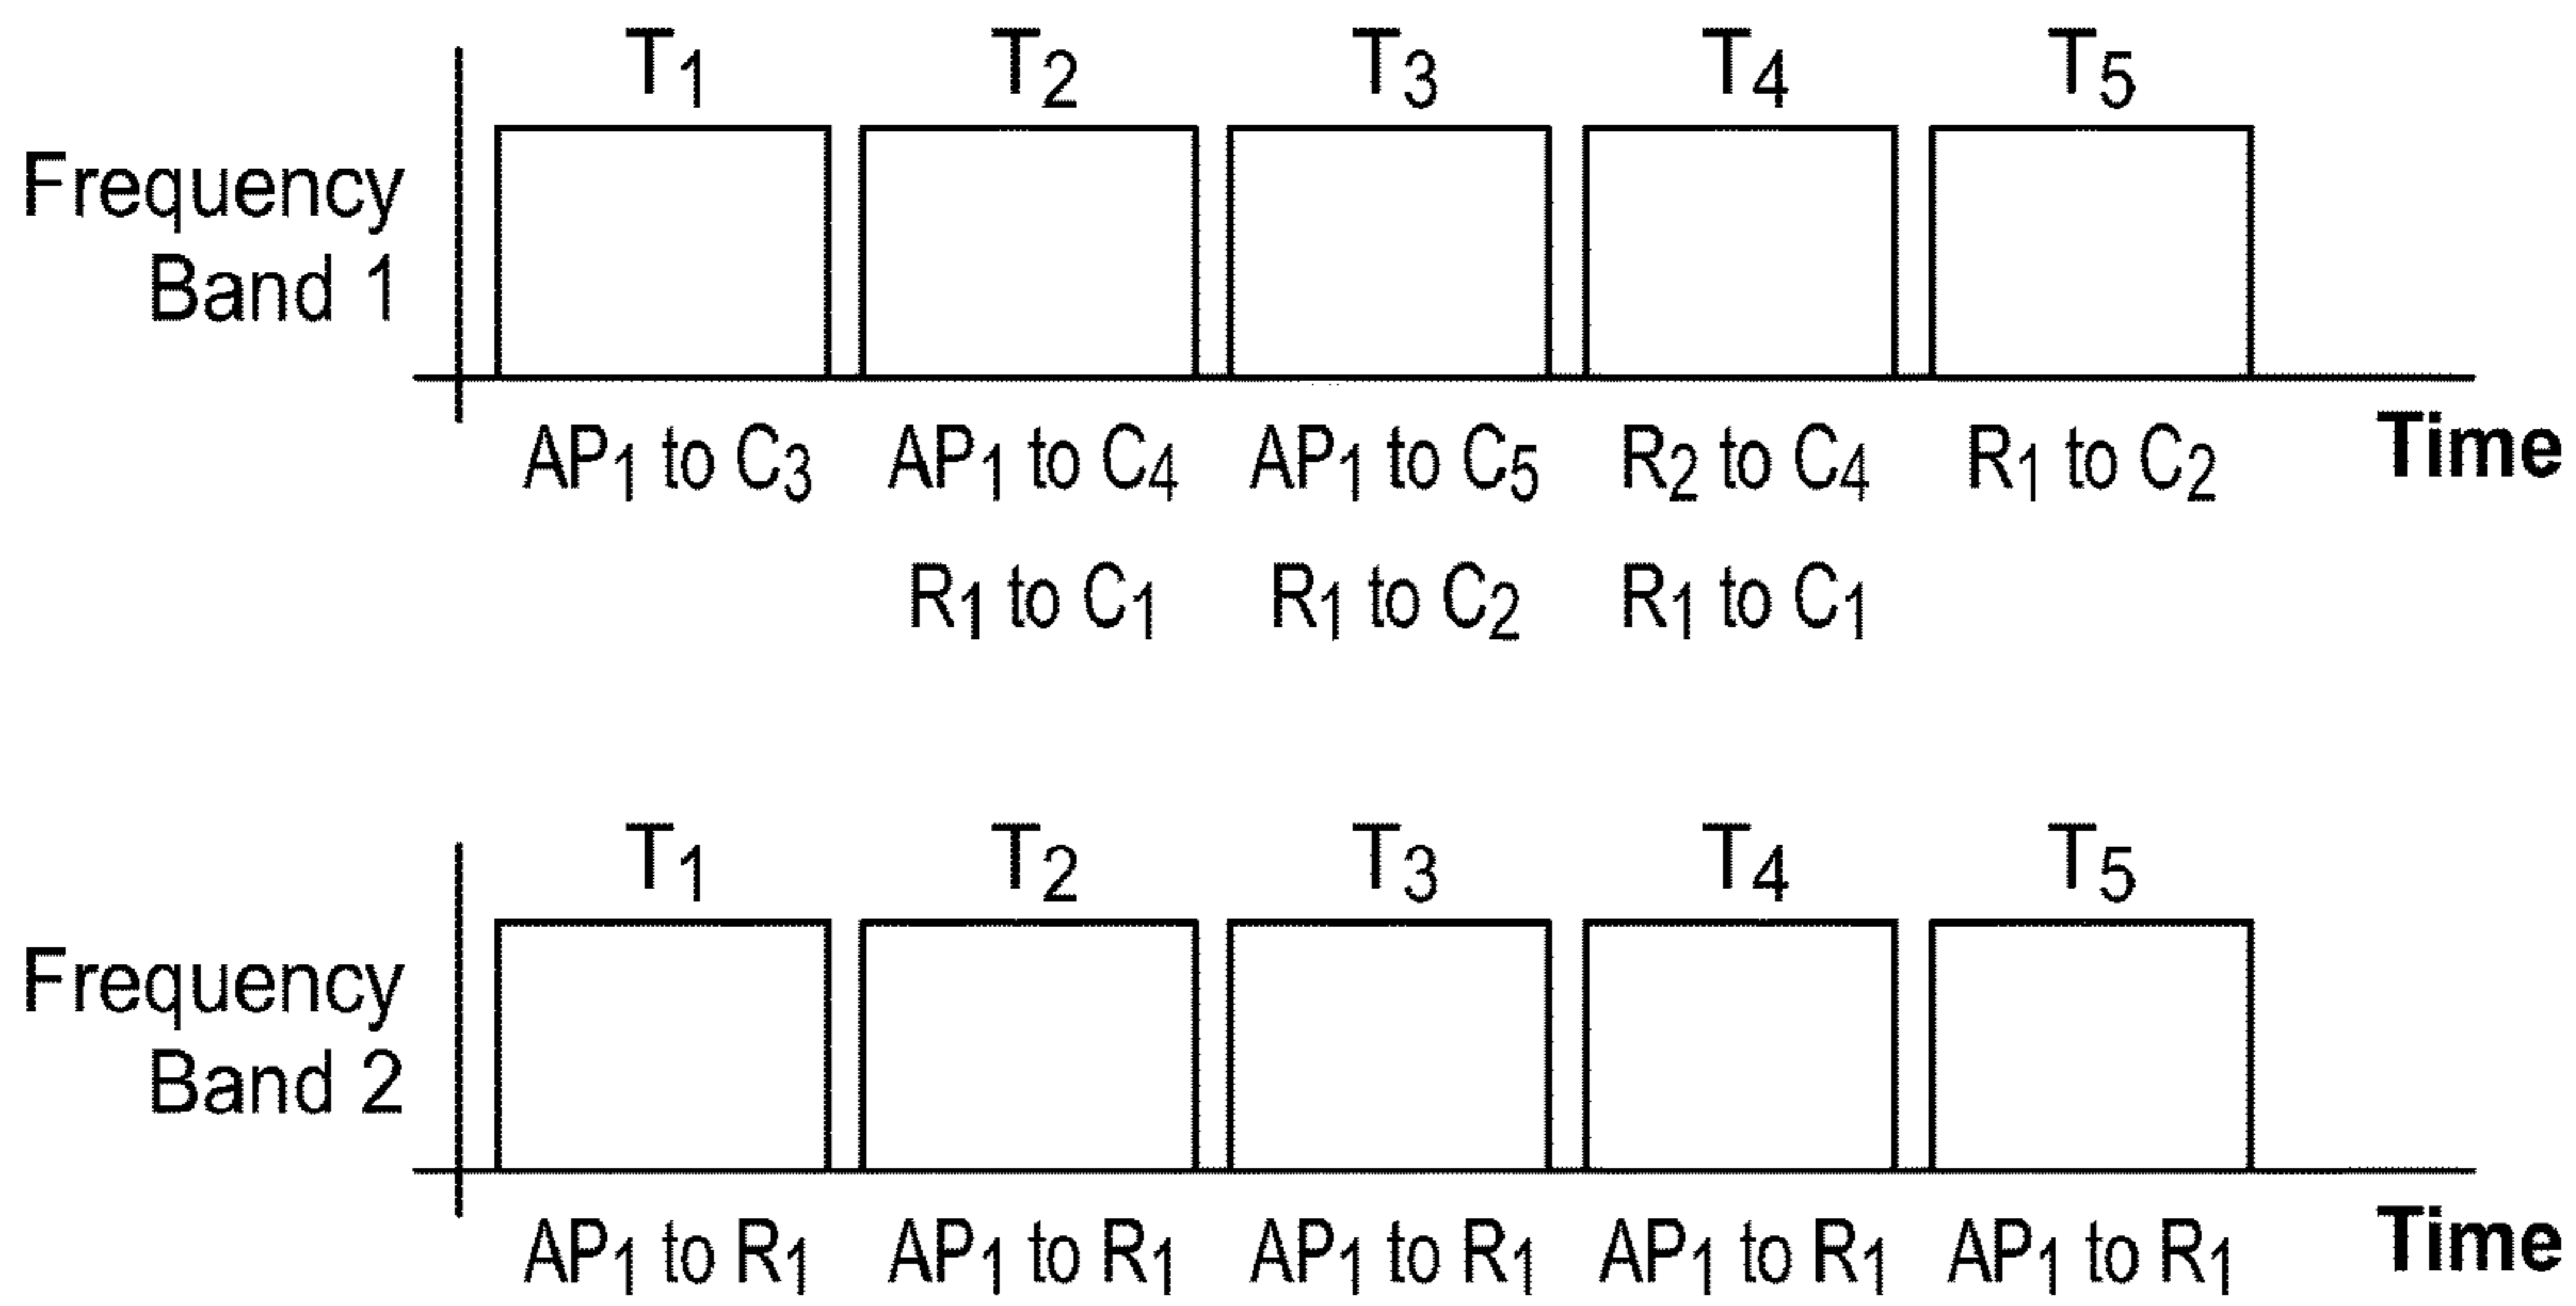 T1 T2 T3 T4 T5
Frequency
Band 1
AP1 to C3 AP1 to C4 AP1 to C5 R2 to C4 R1 to C2 Time
R1 to C1 R1 to C2 R1 to C1
T1 T2 T3 T4 T5
Frequency
Band 2
AP1 to R1 AP1 to R1 AP1 to R1 AP1 to R1 AP1 to R1 Time